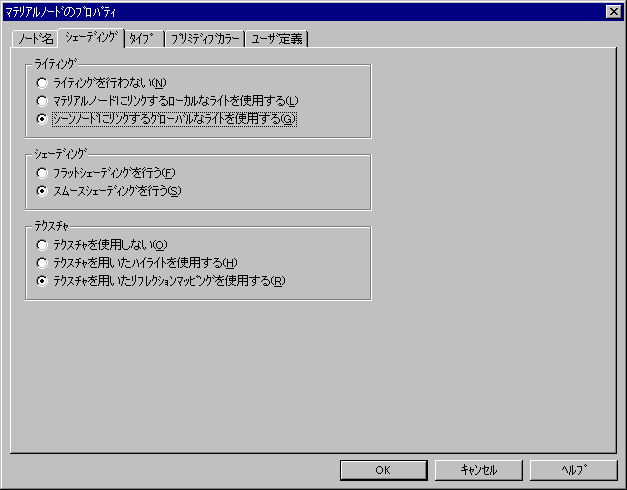 マテリアルノードのプロパティ
ノード名 シェーディング タイプ プリミティブカラー ユーザ定義
ライティング
ライティングを行わない(N)
マテリアルノードにリンクするローカルなライトを使用する(L)
シーンノードにリンクするグローバルなライトを使用する(G)
シェーディング
フラットシェーディングを行う(F)
スムースシェーディングを行う(S)
テクスチャ
テクスチャを使用しない(O)
テクスチャを用いたハイライトを使用する(H)
テクスチャを用いたリフレクションマッピングを使用する(R)
OK キャンセル ヘルプ